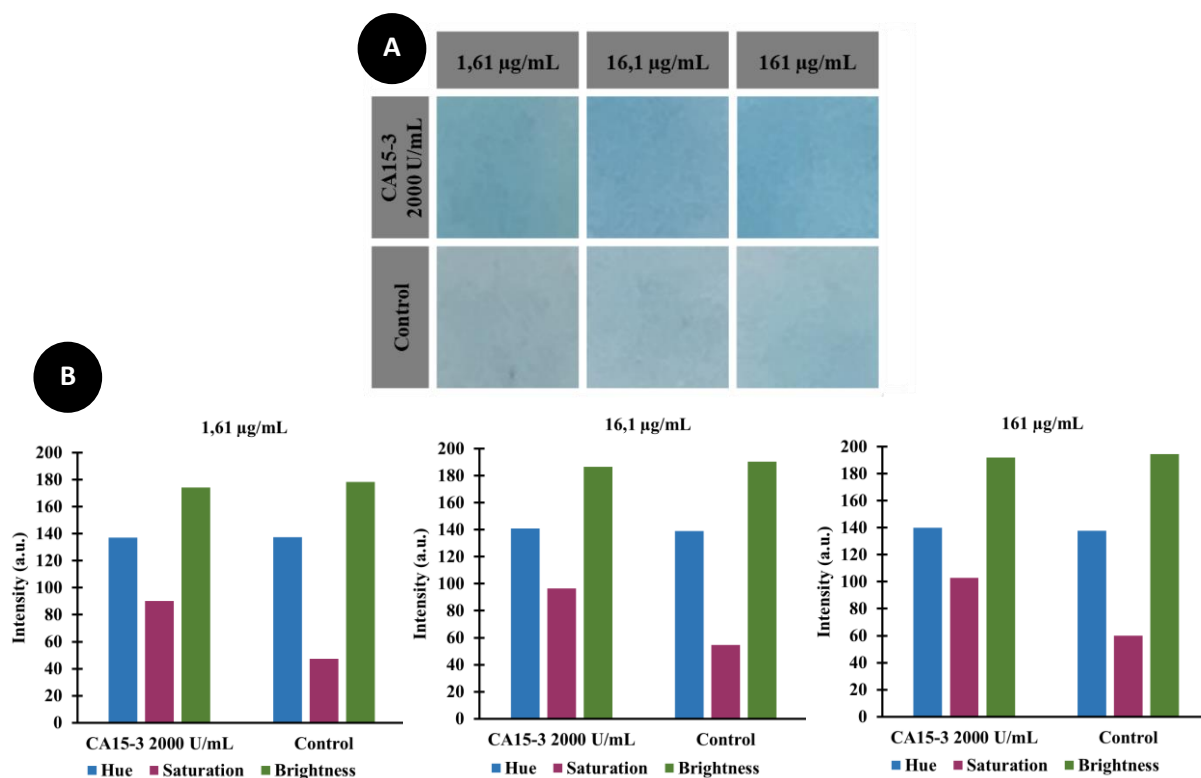 A
1,61 µg/mL
16,1 µg/mL
161 µg/mL
CA15-3
2000 U/mL
Control
B
1,61 µg/mL
Intensity (a.u.)
200
180
160
140
120
100
80
60
40
20
0
CA15-3 2000 U/mL
Control
Hue
Saturation
Brightness
16,1 µg/mL
Intensity (a.u.)
200
180
160
140
120
100
80
60
40
20
0
CA15-3 2000 U/mL
Control
Hue
Saturation
Brightness
161 µg/mL
Intensity (a.u.)
200
180
160
140
120
100
80
60
40
20
0
CA15-3 2000 U/mL
Control
Hue
Saturation
Brightness